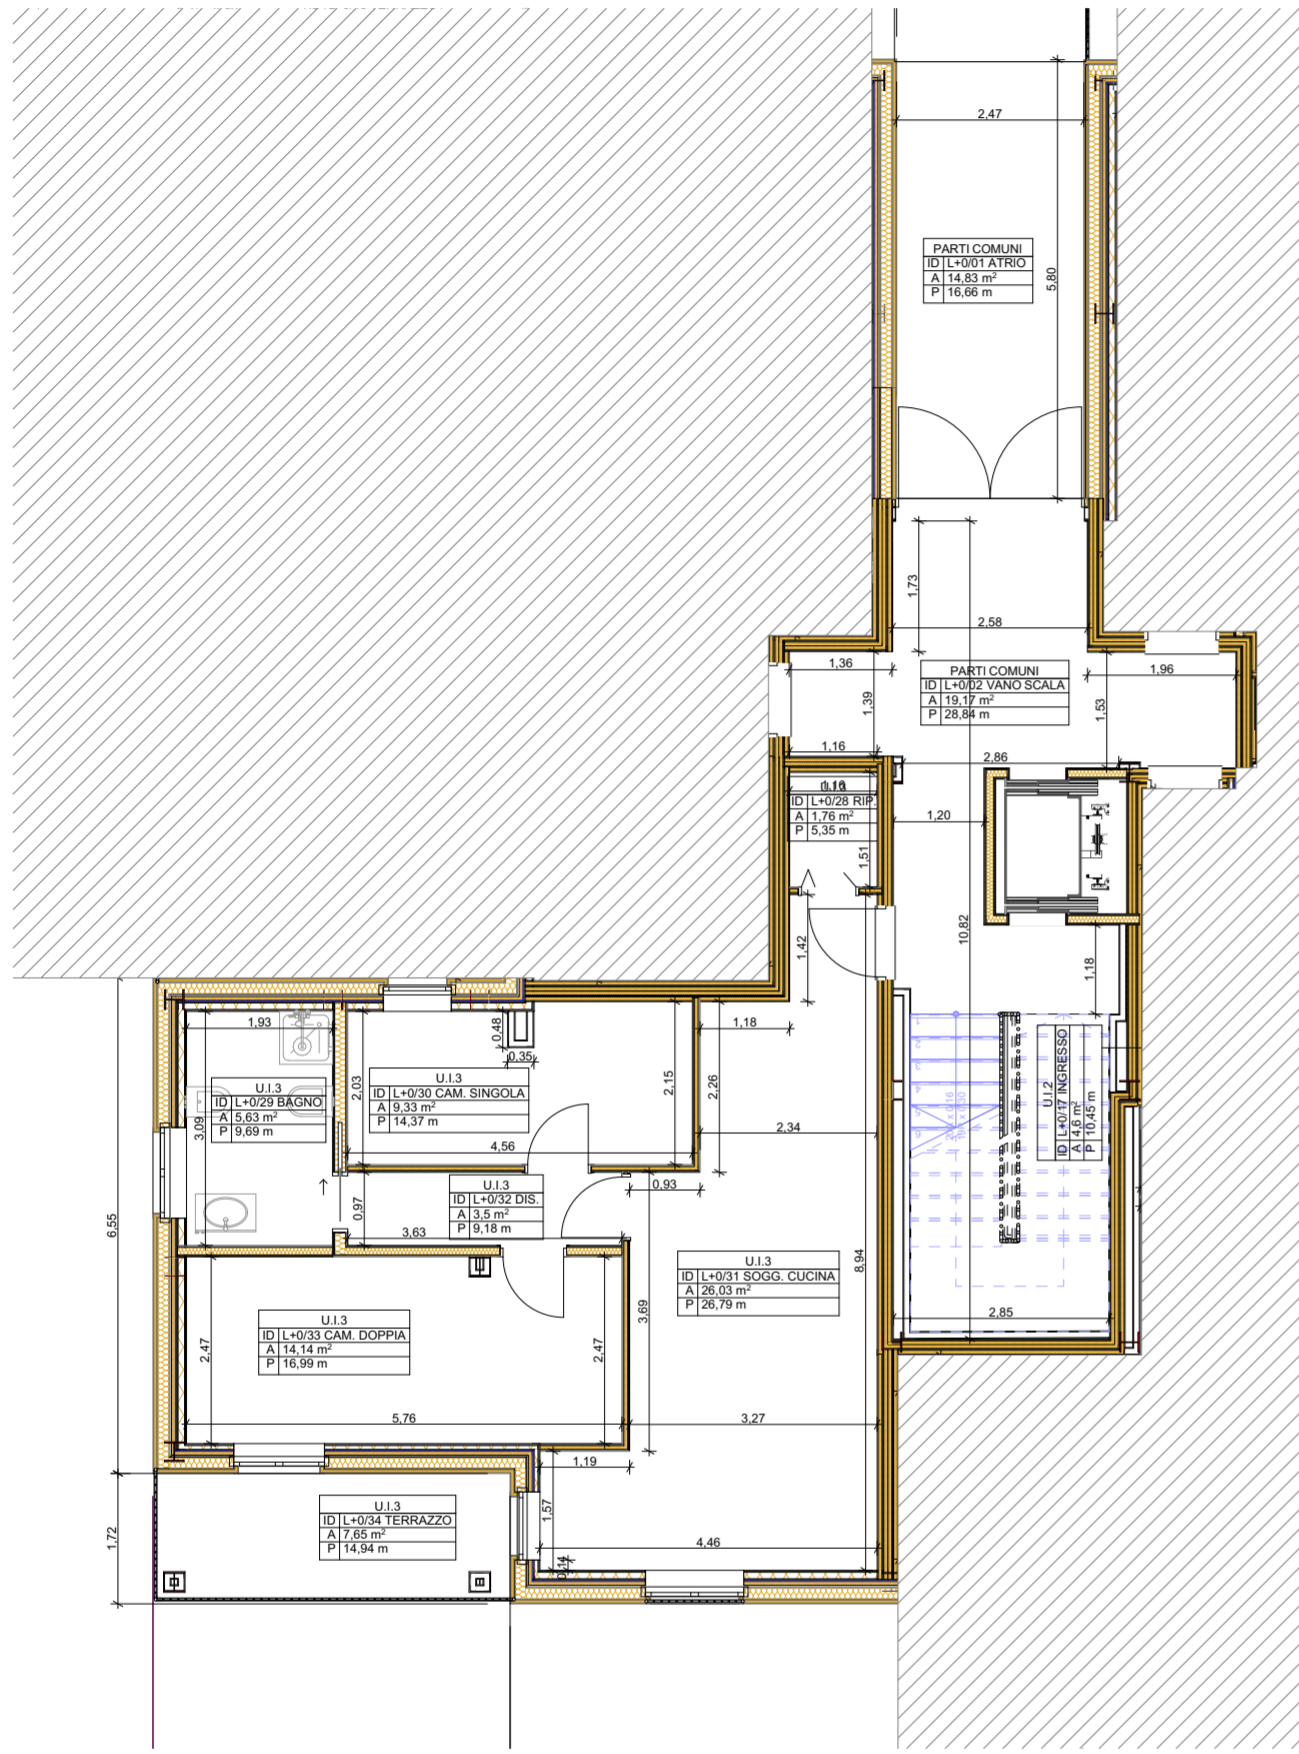 2,47
PARTI COMUNI
ID L+0/01 ATRIO
A 14,83 m²
P 16,66 m
5,80
1,73
2,58
1,36
1,39
PARTI COMUNI
ID L+0/02 VANO SCALA
A 19,17 m²
P 28,84 m
1,96
1,53
1,16
2,86
ID L+0/28 RIP.
A 1,76 m²
P 5,35 m
1,51
1,20
10,82
1,42
1,18
1,93
0,48
0,35
2,03
2,15
2,26
1,18
U.I.3
ID L+0/29 BAGNO
A 5,63 m²
P 9,69 m
3,09
U.I.3
ID L+0/30 CAM. SINGOLA
A 9,33 m²
P 14,37 m
4,56
2,34
U.I.2
ID L+0/17 INGRESSO
A 4,6 m²
P 10,45 m
U.I.3
ID L+0/32 DIS.
A 3,5 m²
P 9,18 m
0,97
3,63
0,93
6,55
U.I.3
ID L+0/31 SOGG. CUCINA
A 26,03 m²
P 26,79 m
8,94
3,69
2,85
U.I.3
ID L+0/33 CAM. DOPPIA
A 14,14 m²
P 16,99 m
2,47
2,47
5,76
3,27
1,19
1,57
4,46
0,14
U.I.3
ID L+0/34 TERRAZZO
A 7,65 m²
P 14,94 m
1,72